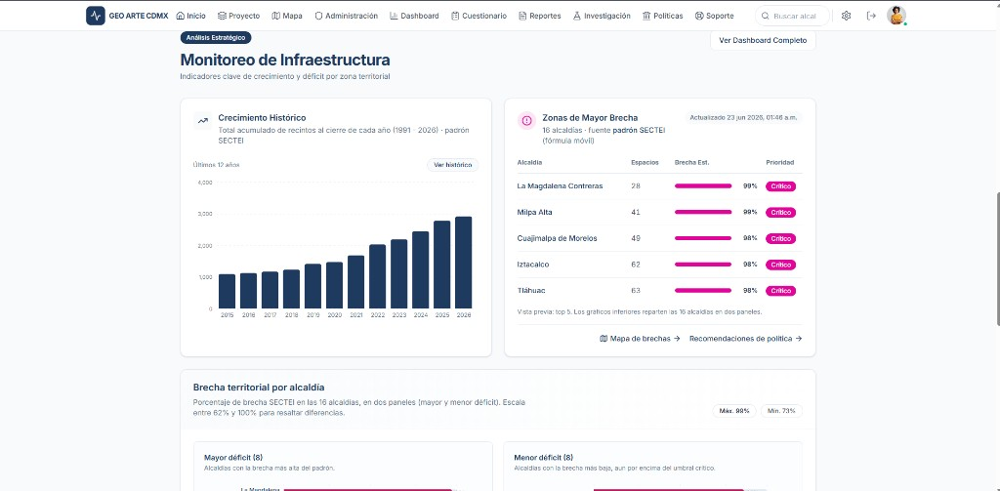 GEO ARTE CDMX Inicio Proyecto Mapa Administración Dashboard Cuestionario Reportes Investigación Políticas Soporte Buscar alcal
Análisis Estratégico
Ver Dashboard Completo
Monitoreo de Infraestructura
Indicadores clave de crecimiento y déficit por zona territorial
Crecimiento Histórico
Total acumulado de recintos al cierre de cada año (1991 - 2026) · padrón
SECTEI
Últimos 12 años
Ver histórico
4,000
3,000
2,000
1,000
0
2015 2016 2017 2018 2019 2020 2021 2022 2023 2024 2025 2026
Zonas de Mayor Brecha
Actualizado 23 jun 2026, 01:46 a.m.
16 alcaldías · fuente padrón SECTEI
(fórmula móvil)
Alcaldía Espacios Brecha Est. Prioridad
La Magdalena Contreras 28 99% Crítico
Milpa Alta 41 99% Crítico
Cuajimalpa de Morelos 49 98% Crítico
Iztacalco 62 98% Crítico
Tláhuac 63 98% Crítico
Vista previa: top 5. Los gráficos inferiores reparten las 16 alcaldías en dos paneles.
Mapa de brechas → Recomendaciones de política →
Brecha territorial por alcaldía
Porcentaje de brecha SECTEI en las 16 alcaldías, en dos paneles (mayor y menor déficit). Escala
entre 62% y 100% para resaltar diferencias.
Máx. 99% Mín. 73%
Mayor déficit (8)
Alcaldías con la brecha más alta del padrón.
La Magdalena
Menor déficit (8)
Alcaldías con la brecha más baja, aun por encima del umbral crítico.